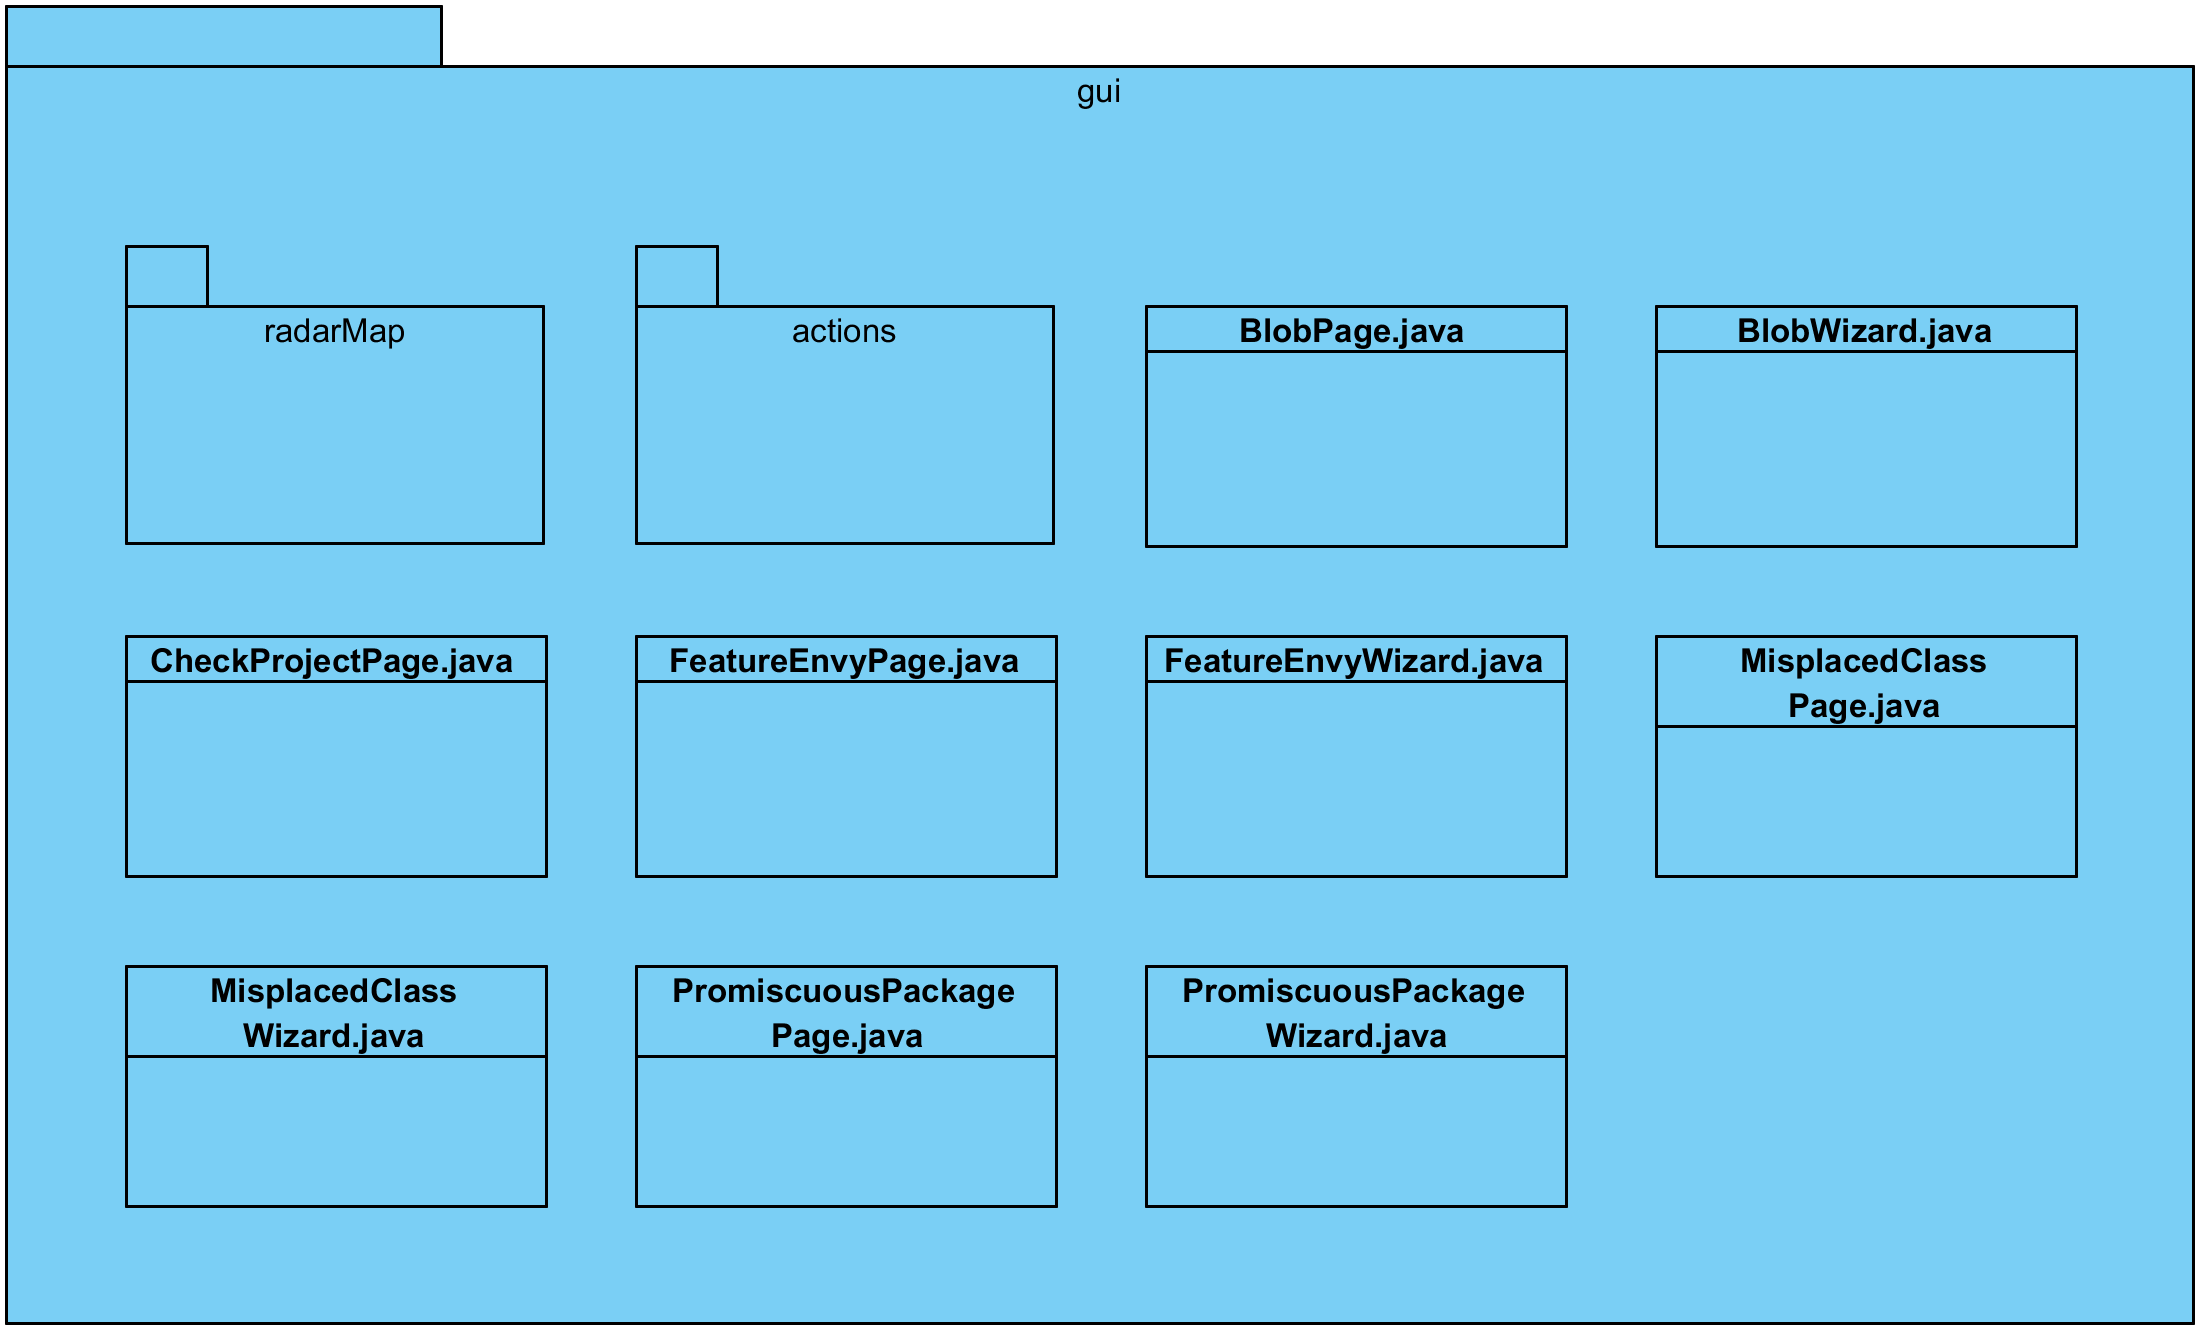 gui
radarMap
actions
BlobPage.java
BlobWizard.java
CheckProjectPage.java
FeatureEnvyPage.java
FeatureEnvyWizard.java
MisplacedClass
Page.java
MisplacedClass
Wizard.java
PromiscuousPackage
Page.java
PromiscuousPackage
Wizard.java